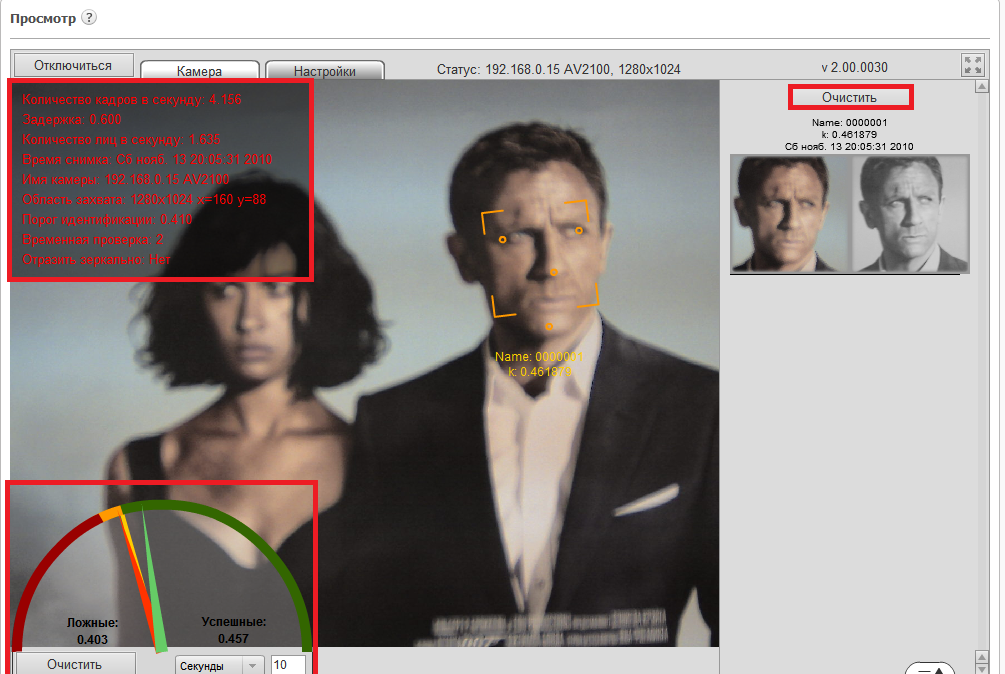 Просмотр ?
Отключиться
Камера
Настройки
Статус: 192.168.0.15 AV2100, 1280x1024
v 2.00.0030
Количество кадров в секунду: 4.156
Задержка: 0.600
Количество лиц в секунду: 1.635
Время снимка: Сб нояб. 13 20:05:31 2010
Имя камеры: 192.168.0.15 AV2100
Область захвата: 1280x1024 x=160 y=88
Порог идентификации: 0.410
Временная проверка: 2
Отрезить зеркально: Нет
Очистить
Name: 0000001
k: 0.461879
Сб нояб. 13 20:05:31 2010
Name: 0000001
k: 0.461879
Ложные:
0.403
Успешные:
0.457
Очистить
Секунды
10